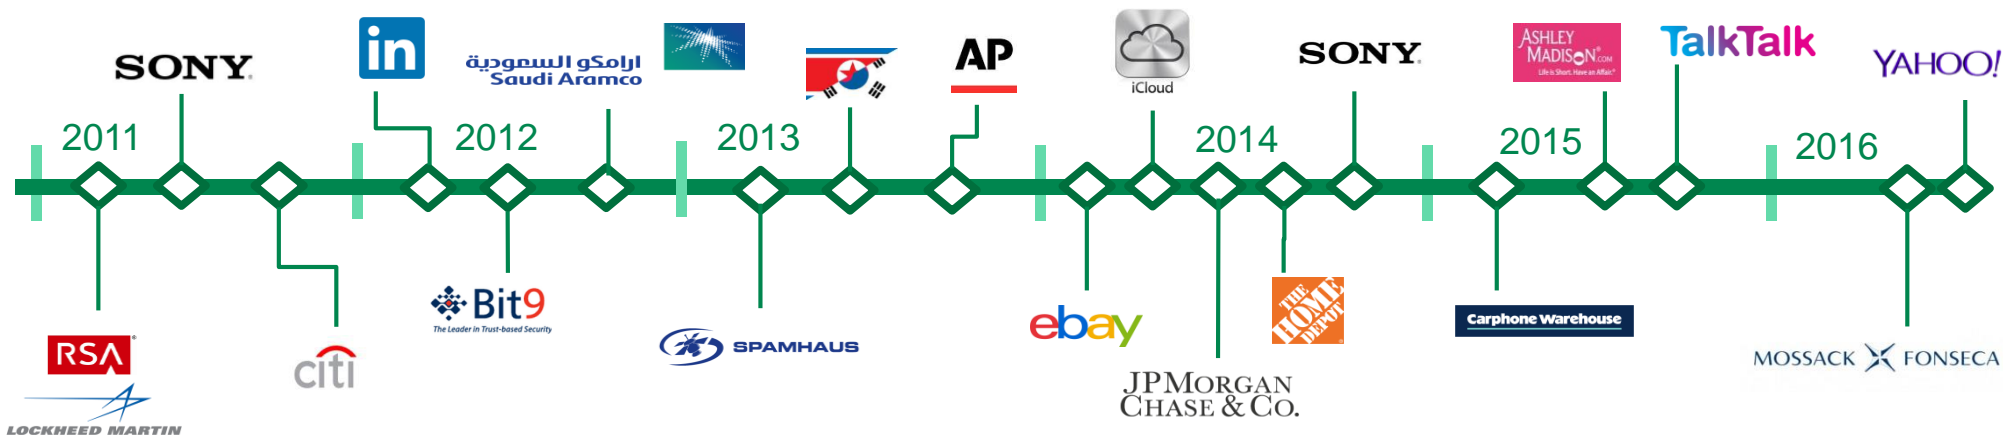 SONY
in
ارامكو السعودية
Saudi Aramco
AP
iCloud
SONY
ASHLEY
MADISON.COM
Life is Short. Have an Affair.®
TalkTalk
YAHOO!
2011
2012
2013
2014
2015
2016
RSA
LOCKHEED MARTIN
citi
Bit9
The Leader in Trust-based Security
SPAMHAUS
ebay
JPMORGAN
CHASE & CO.
THE
HOME
DEPOT
Carphone Warehouse
MOSSACK FONSECA